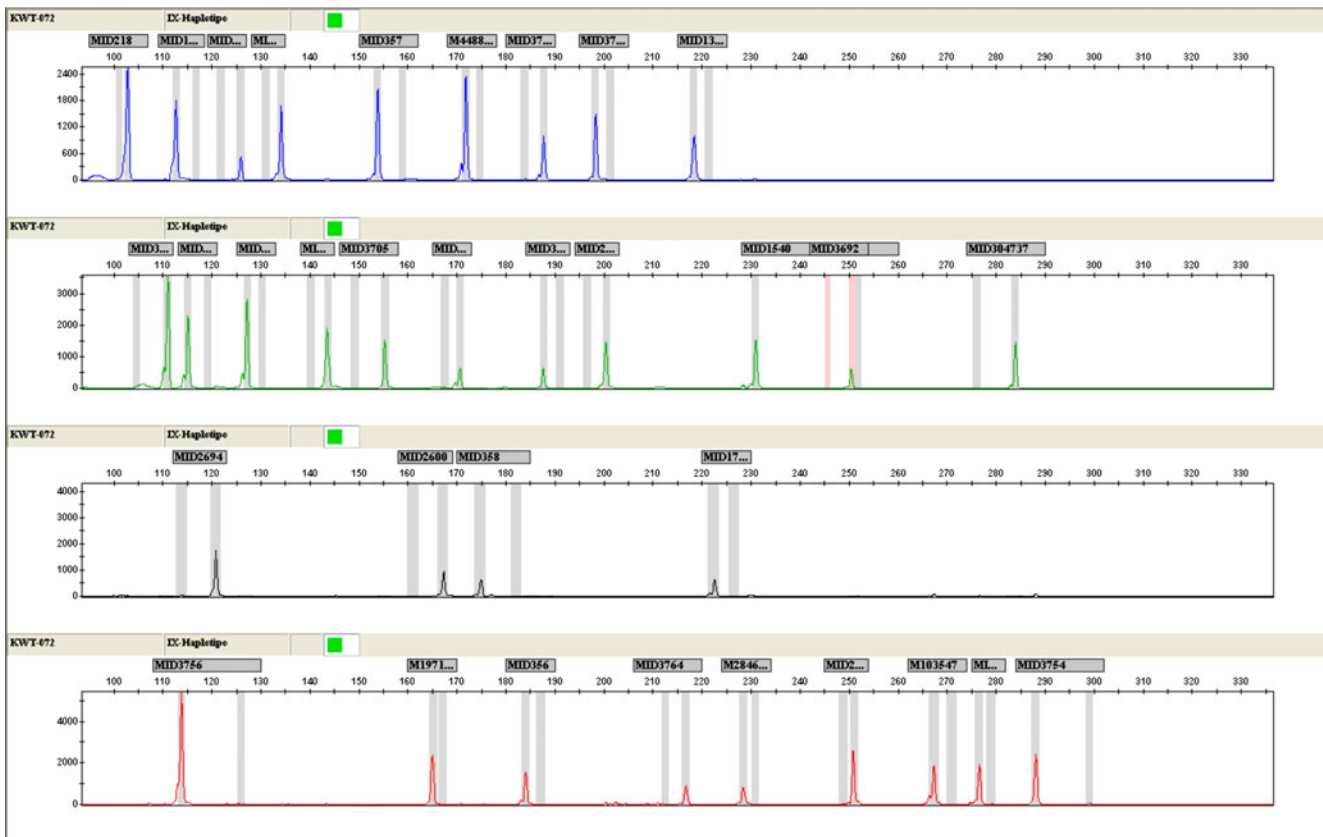 KWT-072 IX-Hapletipe
MID218 MID1... MID... MI... MID357 M4488... MID37... MID37... MID13...
100 110 120 130 140 150 160 170 180 190 200 210 220 230 240 250 260 270 280 290 300 310 320 330
2400
1800
1200
600
0
KWT-072 IX-Hapletipe
MID3... MID... MID... MI... MID3705 MID... MID3... MID2... MID1540 MID3692 MID304737
100 110 120 130 140 150 160 170 180 190 200 210 220 230 240 250 260 270 280 290 300 310 320 330
3000
2000
1000
0
KWT-072 IX-Hapletipe
MID2694 MID2600 MID358 MID17...
100 110 120 130 140 150 160 170 180 190 200 210 220 230 240 250 260 270 280 290 300 310 320 330
4000
3000
2000
1000
0
KWT-072 IX-Hapletipe
MID3756 M1971... MID356 MID3764 M2846... MID2... M103547 MI... MID3754
100 110 120 130 140 150 160 170 180 190 200 210 220 230 240 250 260 270 280 290 300 310 320 330
4000
2000
0